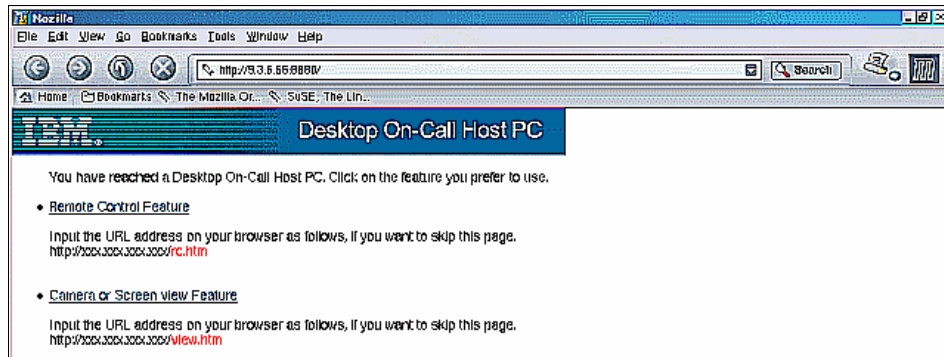 Mozilla
File Edit View Go Bookmarks Tools Window Help
http://9.3.5.55:8880/ Search
Home Bookmarks The Mozilla Or... SuSE, The Lin...
IBM® Desktop On-Call Host PC
You have reached a Desktop On-Call Host PC. Click on the feature you prefer to use.
• Remote Control Feature
Input the URL address on your browser as follows, if you want to skip this page.
http://xxx.xxx.xxx.xxx/rc.htm
• Camera or Screen view Feature
Input the URL address on your browser as follows, if you want to skip this page.
http://xxx.xxx.xxx.xxx/view.htm